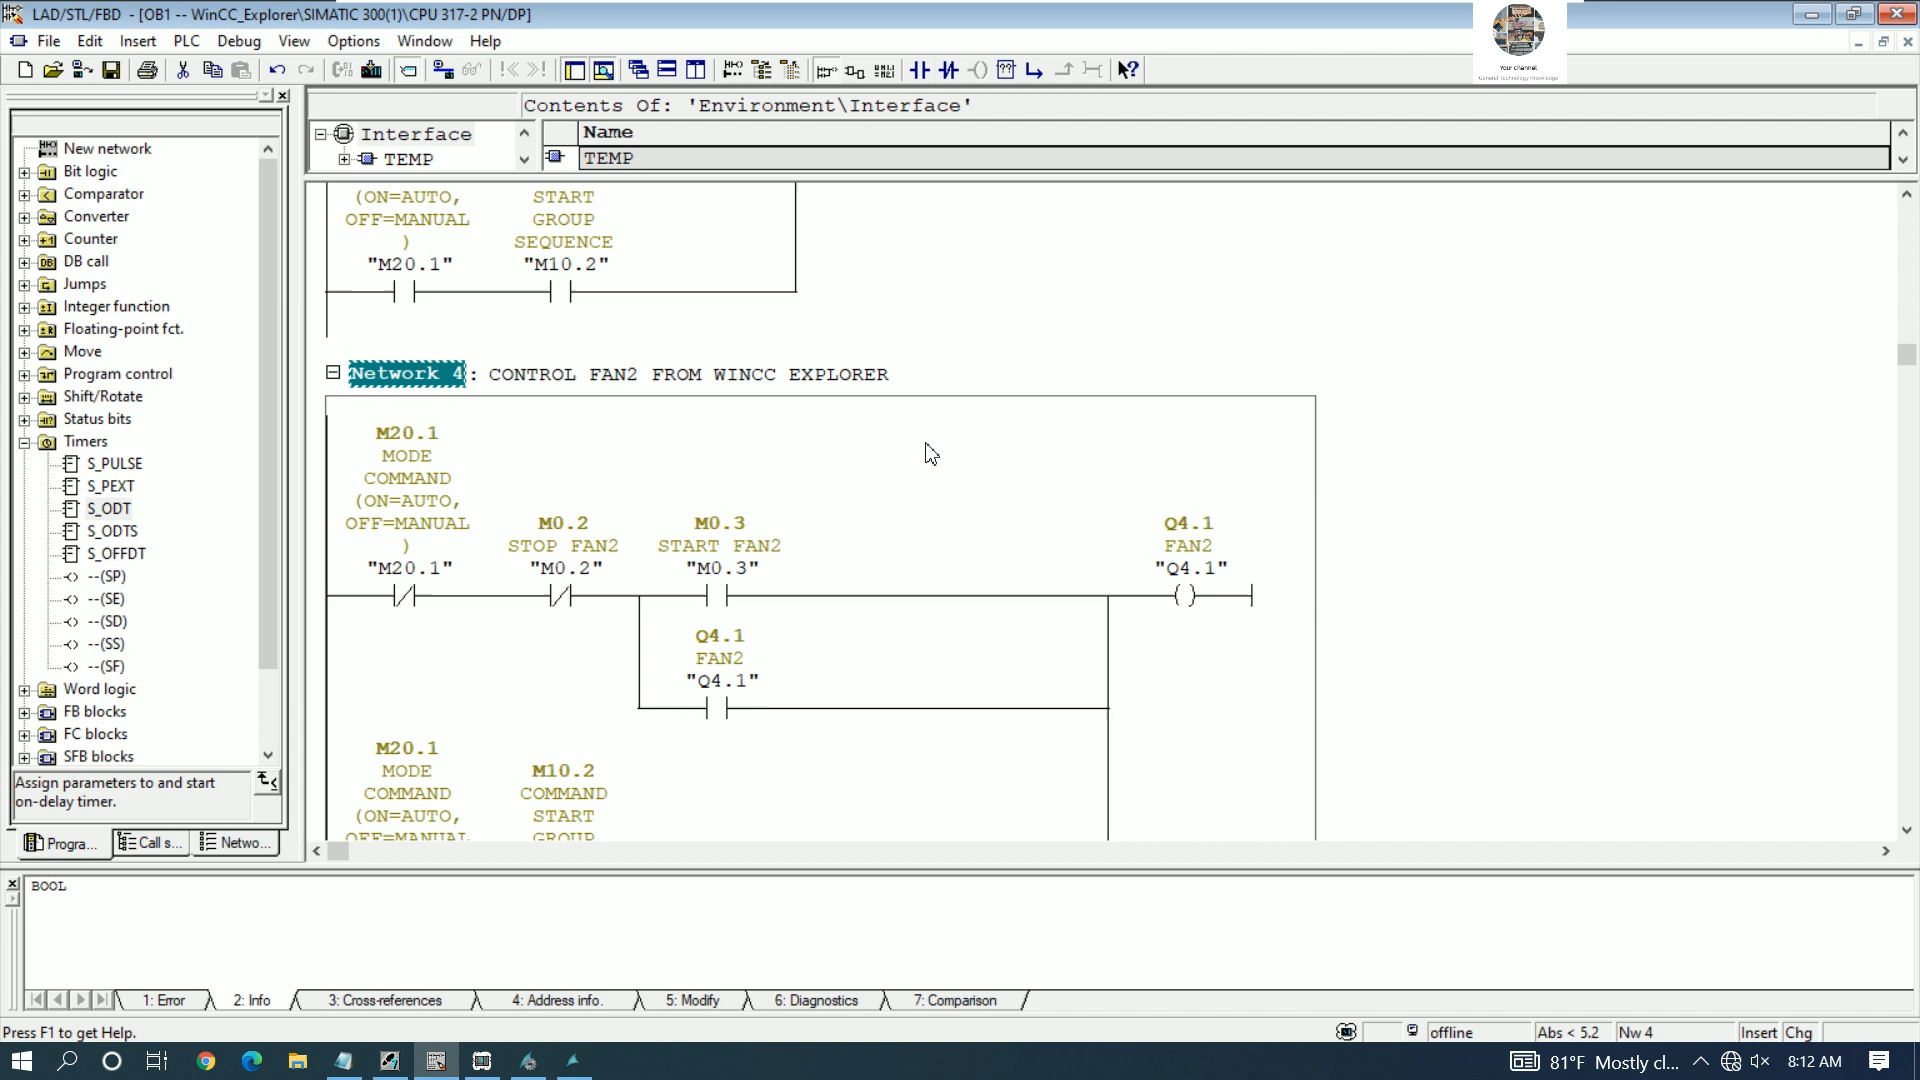 LAD/STL/FBD - [OB1 -- WinCC_Explorer\SIMATIC 300(1)\CPU 317-2 PN/DP]
File Edit Insert PLC Debug View Options Window Help
Your channel
General Technology Knowledge
Contents Of: 'Environment\Interface'
Interface
TEMP
Name
TEMP
New network
Bit logic
Comparator
Converter
Counter
DB call
Jumps
Integer function
Floating-point fct.
Move
Program control
Shift/Rotate
Status bits
Timers
S_PULSE
S_PEXT
S_ODT
S_ODTS
S_OFFDT
--(SP)
--(SE)
--(SD)
--(SS)
--(SF)
Word logic
FB blocks
FC blocks
SFB blocks
Assign parameters to and start
on-delay timer.
Progra... Call s... Netwo...
(ON=AUTO, START
OFF=MANUAL GROUP
) SEQUENCE
"M20.1" "M10.2"
Network 4: CONTROL FAN2 FROM WINCC EXPLORER
M20.1
MODE
COMMAND
(ON=AUTO,
OFF=MANUAL M0.2 M0.3 Q4.1
) STOP FAN2 START FAN2 FAN2
"M20.1" "M0.2" "M0.3" "Q4.1"
Q4.1
FAN2
"Q4.1"
M20.1
MODE M10.2
COMMAND COMMAND
(ON=AUTO, START
OFF=MANUAL GROUP
BOOL
1: Error 2: Info 3: Cross-references 4: Address info. 5: Modify 6: Diagnostics 7: Comparison
Press F1 to get Help.
offline Abs < 5.2 Nw 4 Insert Chg
81°F Mostly cl... 8:12 AM